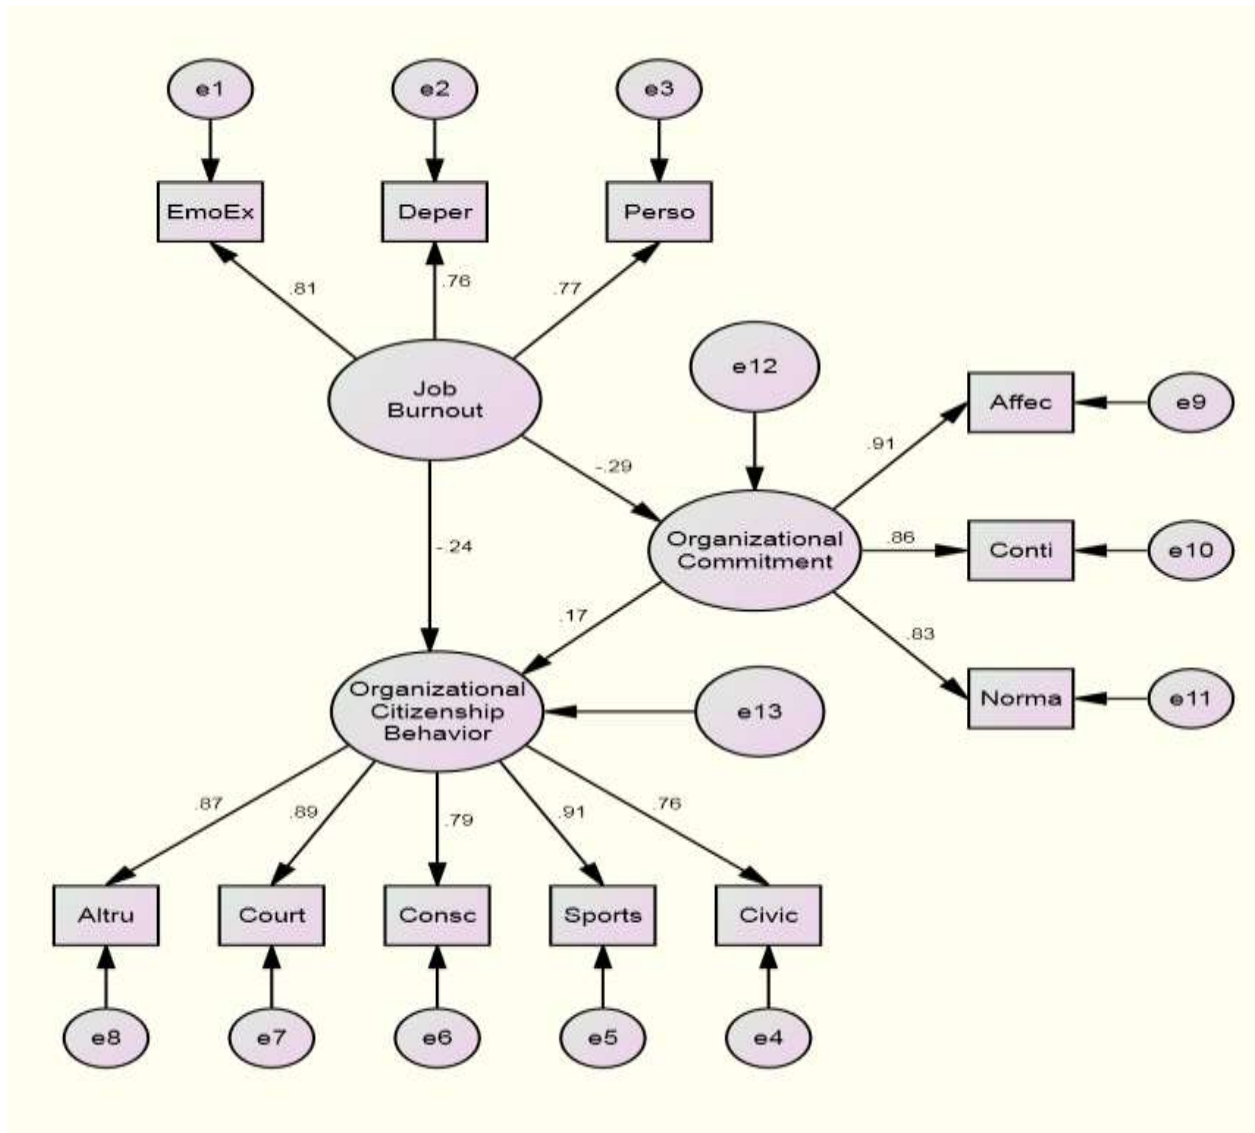 e1
e2
e3
EmoEx
Deper
Perso
.81
.76
.77
Job
Burnout
e12
Affec
e9
.91
-.29
Organizational
Commitment
.86
Conti
e10
-.24
.17
.83
Norma
e11
Organizational
Citizenship
Behavior
e13
.87
.89
.79
.91
.76
Altru
Court
Consc
Sports
Civic
e8
e7
e6
e5
e4